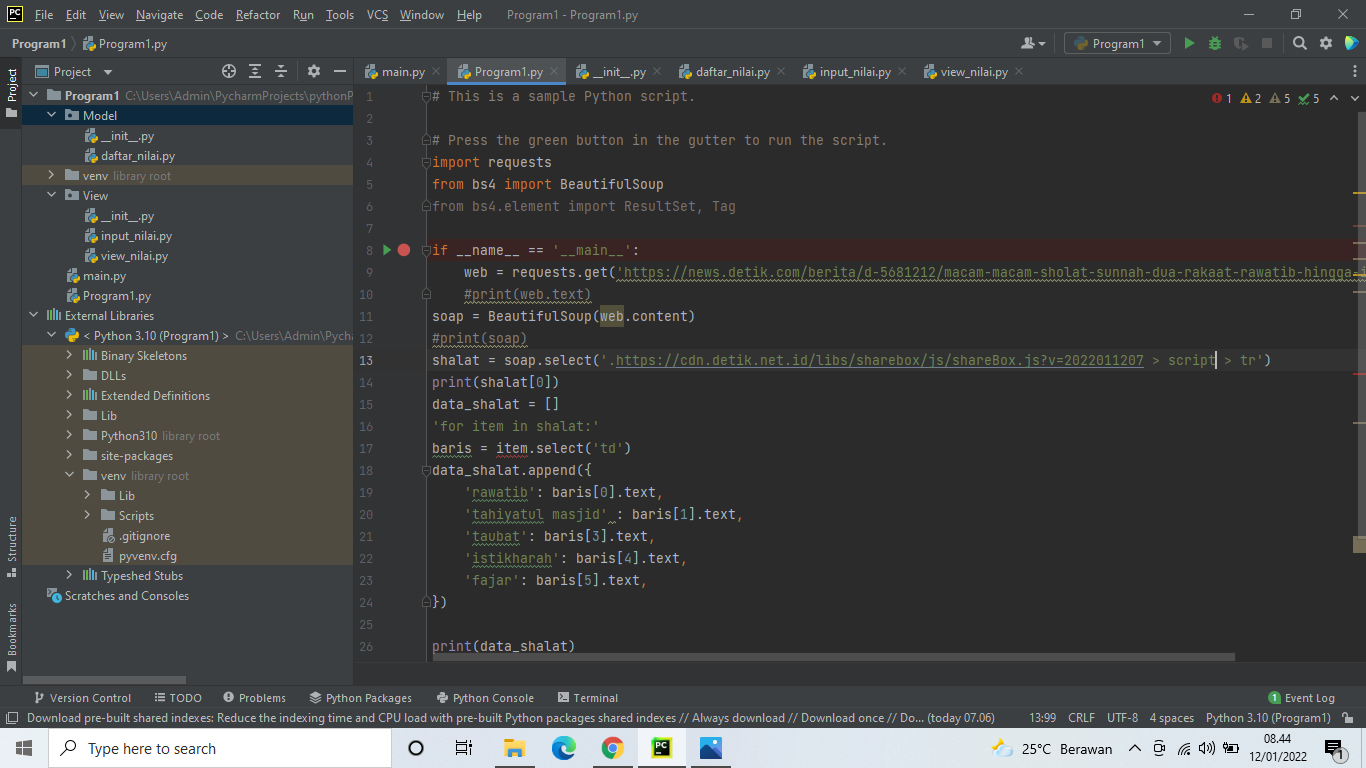 PC File Edit View Navigate Code Refactor Run Tools VCS Window Help Program1 - Program1.py
Program1 Program1.py Program1
Project
Project
main.py Program1.py __init__.py daftar_nilai.py input_nilai.py view_nilai.py
Program1 C:\Users\Admin\PycharmProjects\pythonP
Model
__init__.py
daftar_nilai.py
venv library root
View
__init__.py
input_nilai.py
view_nilai.py
main.py
Program1.py
External Libraries
< Python 3.10 (Program1) > C:\Users\Admin\Pych
Binary Skeletons
DLLs
Extended Definitions
Lib
Python310 library root
site-packages
venv library root
Lib
Scripts
.gitignore
pyvenv.cfg
Typeshed Stubs
Scratches and Consoles
Structure
Bookmarks
1 2 5 5
1 # This is a sample Python script.
2
3 # Press the green button in the gutter to run the script.
4 import requests
5 from bs4 import BeautifulSoup
6 from bs4.element import ResultSet, Tag
7
8 if __name__ == '__main__':
9 web = requests.get('https://news.detik.com/berita/d-5681212/macam-macam-sholat-sunnah-dua-rakaat-rawatib-hingga-i
10 #print(web.text)
11 soap = BeautifulSoup(web.content)
12 #print(soap)
13 shalat = soap.select('.https://cdn.detik.net.id/libs/sharebox/js/shareBox.js?v=2022011207 > script > tr')
14 print(shalat[0])
15 data_shalat = []
16 'for item in shalat:'
17 baris = item.select('td')
18 data_shalat.append({
19 'rawatib': baris[0].text,
20 'tahiyatul masjid' : baris[1].text,
21 'taubat': baris[3].text,
22 'istikharah': baris[4].text,
23 'fajar': baris[5].text,
24 })
25
26 print(data_shalat)
Version Control TODO Problems Python Packages Python Console Terminal 1 Event Log
Download pre-built shared indexes: Reduce the indexing time and CPU load with pre-built Python packages shared indexes // Always download // Download once // Do... (today 07.06) 13:99 CRLF UTF-8 4 spaces Python 3.10 (Program1)
Type here to search PC 25°C Berawan 08.44
12/01/2022 1